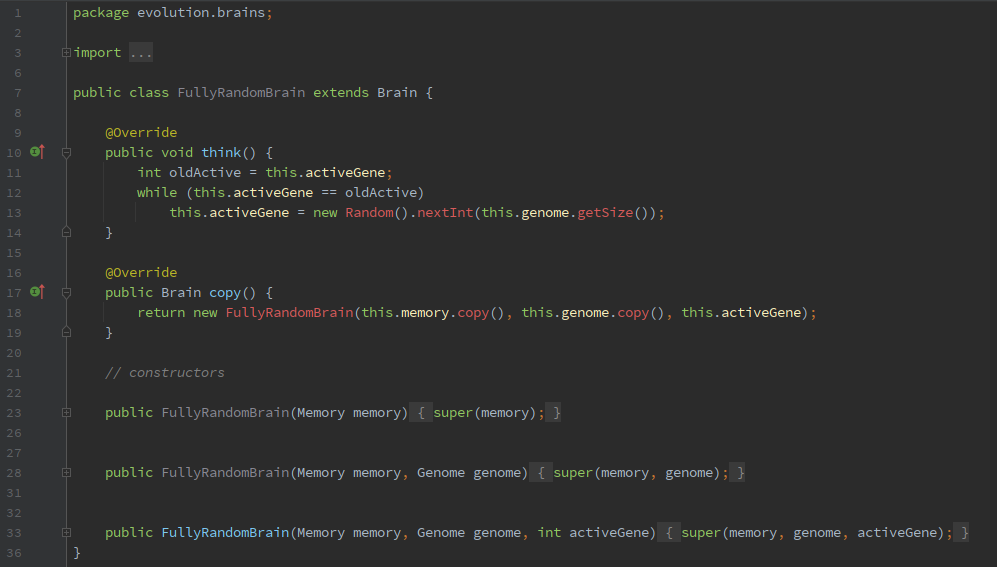 1 package evolution.brains;
2
3 import ...
6
7 public class FullyRandomBrain extends Brain {
8
9 @Override
10 public void think() {
11 int oldActive = this.activeGene;
12 while (this.activeGene == oldActive)
13 this.activeGene = new Random().nextInt(this.genome.getSize());
14 }
15
16 @Override
17 public Brain copy() {
18 return new FullyRandomBrain(this.memory.copy(), this.genome.copy(), this.activeGene);
19 }
20
21 // constructors
22
23 public FullyRandomBrain(Memory memory) { super(memory); }
26
27
28 public FullyRandomBrain(Memory memory, Genome genome) { super(memory, genome); }
31
32
33 public FullyRandomBrain(Memory memory, Genome genome, int activeGene) { super(memory, genome, activeGene); }
36 }